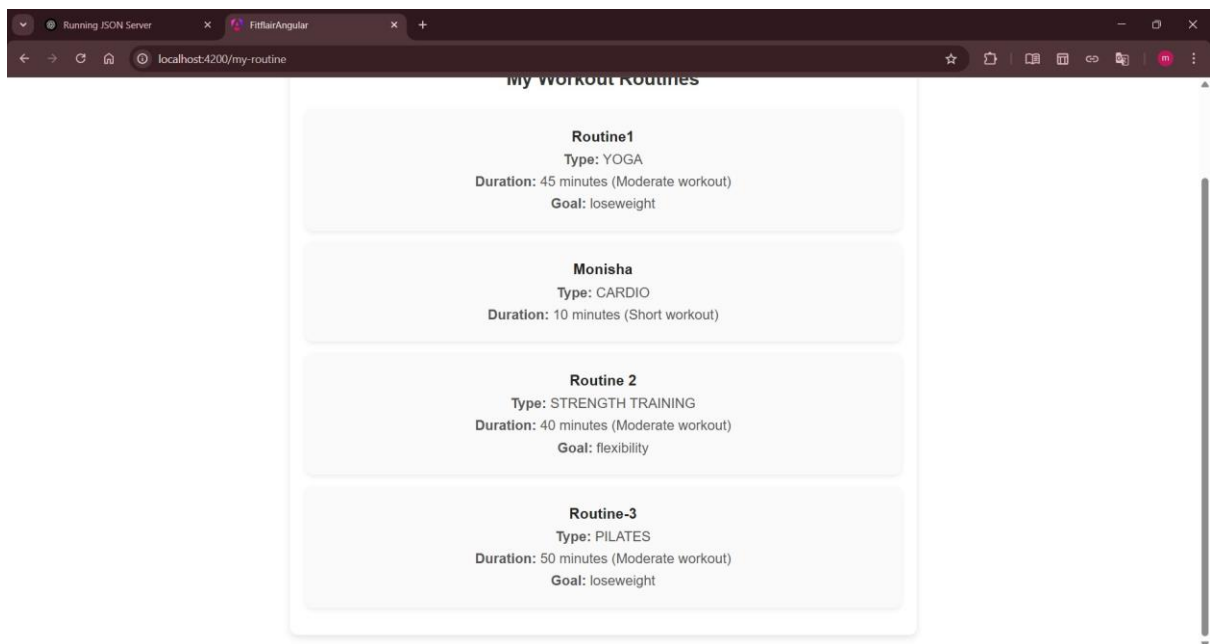 Running JSON Server
FitflairAngular
localhost:4200/my-routine
m
My Workout Routines
Routine1
Type: YOGA
Duration: 45 minutes (Moderate workout)
Goal: loseweight
Monisha
Type: CARDIO
Duration: 10 minutes (Short workout)
Routine 2
Type: STRENGTH TRAINING
Duration: 40 minutes (Moderate workout)
Goal: flexibility
Routine-3
Type: PILATES
Duration: 50 minutes (Moderate workout)
Goal: loseweight